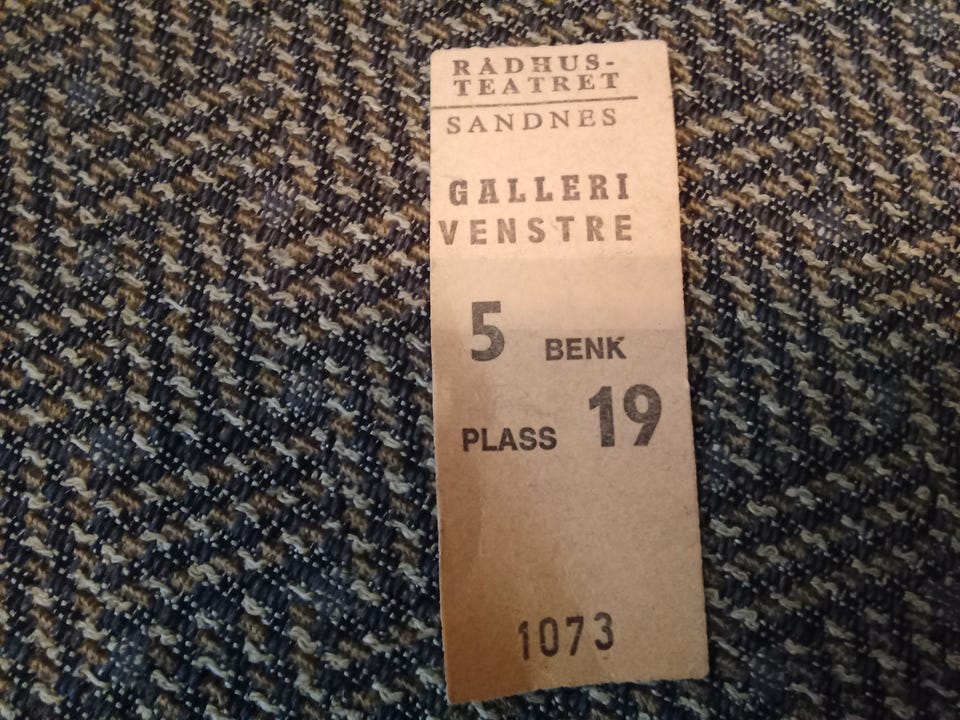 RÅDHUS-
TEATRET
SANDNES
GALLERI
VENSTRE
5 BENK
PLASS 19
1073